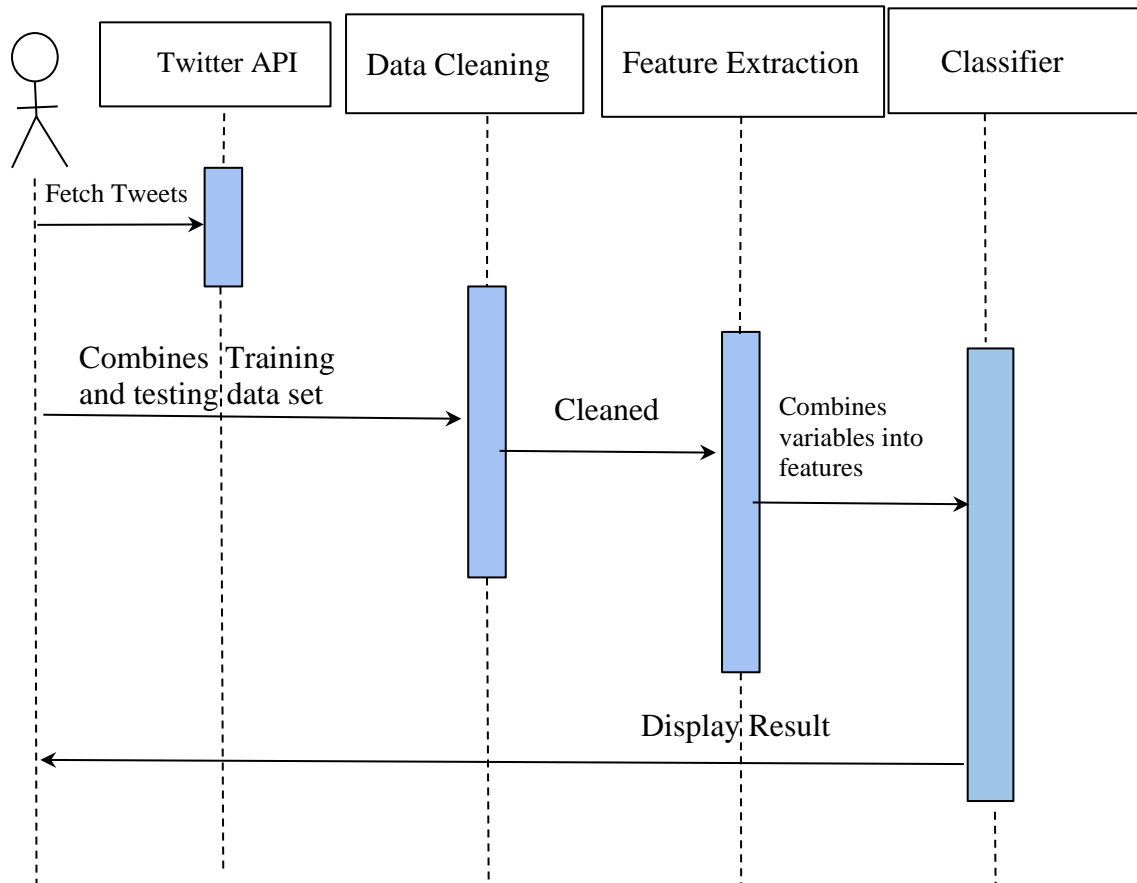 Twitter API
Data Cleaning
Feature Extraction
Classifier
Fetch Tweets
Combines Training
and testing data set
Cleaned
Combines
variables into
features
Display Result